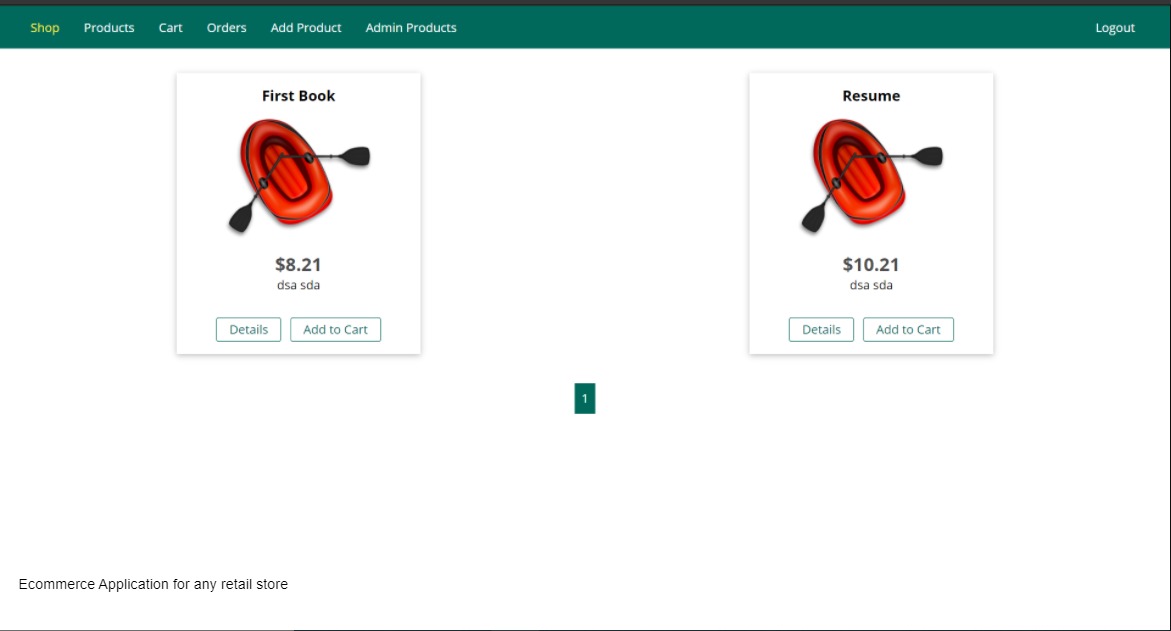 Shop Products Cart Orders Add Product Admin Products Logout
First Book
Resume
$8.21
$10.21
dsa sda
dsa sda
Details Add to Cart
Details Add to Cart
1
Ecommerce Application for any retail store